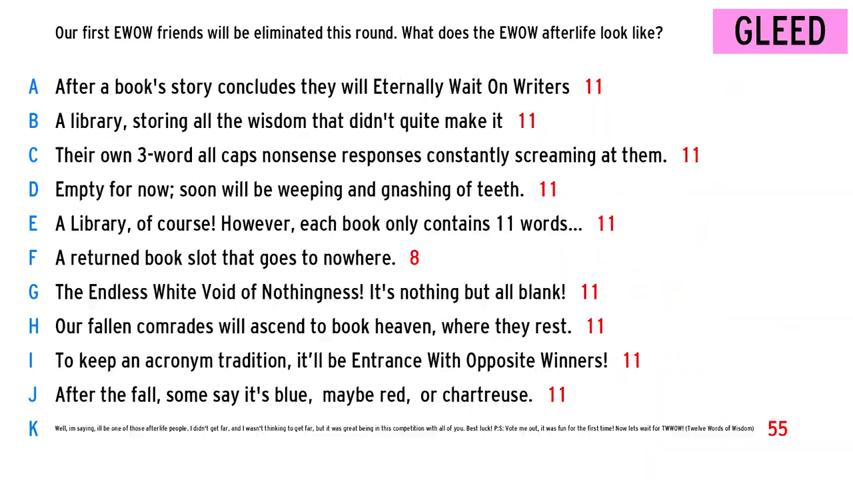 Our first EWOW friends will be eliminated this round. What does the EWOW afterlife look like?
GLEED
A After a book's story concludes they will Eternally Wait On Writers 11
B A library, storing all the wisdom that didn't quite make it 11
C Their own 3-word all caps nonsense responses constantly screaming at them. 11
D Empty for now; soon will be weeping and gnashing of teeth. 11
E A Library, of course! However, each book only contains 11 words... 11
F A returned book slot that goes to nowhere. 8
G The Endless White Void of Nothingness! It's nothing but all blank! 11
H Our fallen comrades will ascend to book heaven, where they rest. 11
I To keep an acronym tradition, it'll be Entrance With Opposite Winners! 11
J After the fall, some say it's blue, maybe red, or chartreuse. 11
K Well, im saying, ill be one of those afterlife people. I didn't get far, and I wasn't thinking to get far, but it was great being in this competition with all of you. Best luck! P.S: Vote me out, it was fun for the first time! Now lets wait for TWWOW! (Twelve Words of Wisdom) 55